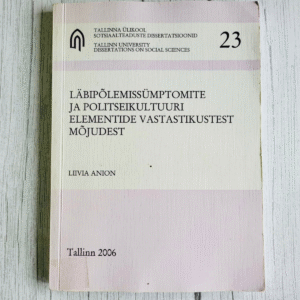 TALLINNA ÜLIKOOL
SOTSIAALTEADUSTE DISSERTATSIOONID
TALLINN UNIVERSITY
DISSERTATIONS ON SOCIAL SCIENCES
23
LÄBIPÕLEMISSÜMPTOMITE
JA POLITSEIKULTUURI
ELEMENTIDE VASTASTIKUSTEST
MÕJUDEST
LIIVIA ANION
Tallinn 2006